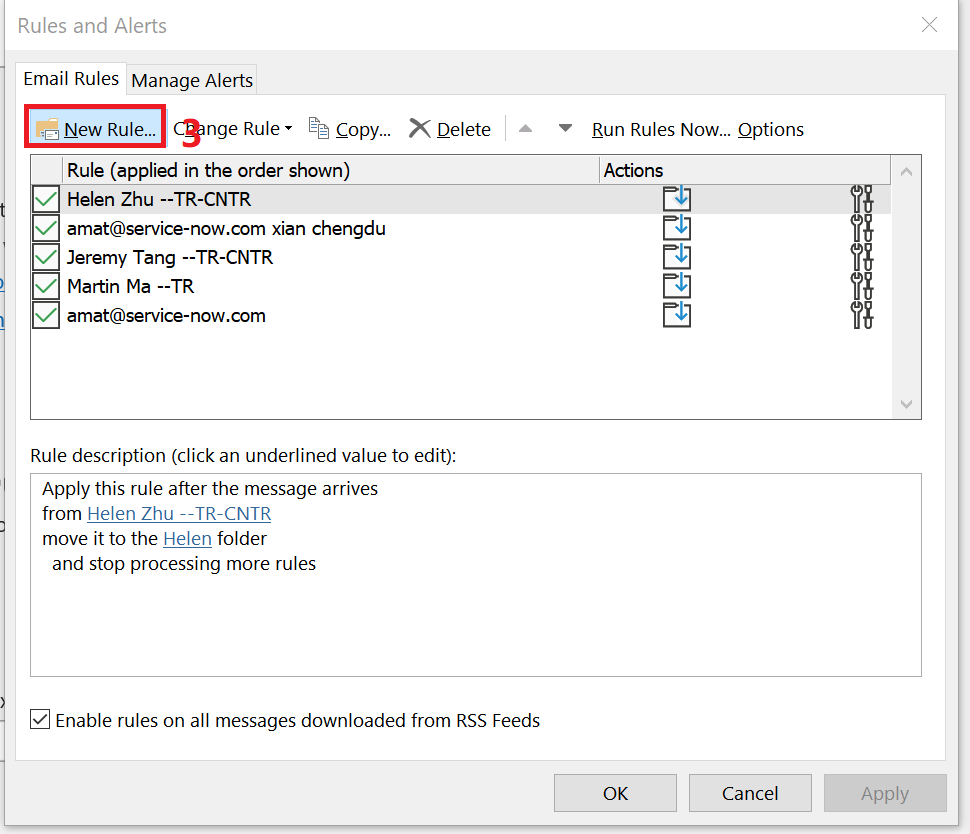 Rules and Alerts
Email Rules Manage Alerts
New Rule... Change Rule Copy... Delete Run Rules Now... Options
3
Rule (applied in the order shown) Actions
Helen Zhu --TR-CNTR
amat@service-now.com xian chengdu
Jeremy Tang --TR-CNTR
Martin Ma --TR
amat@service-now.com
Rule description (click an underlined value to edit):
Apply this rule after the message arrives
from Helen Zhu --TR-CNTR
move it to the Helen folder
and stop processing more rules
Enable rules on all messages downloaded from RSS Feeds
OK Cancel Apply